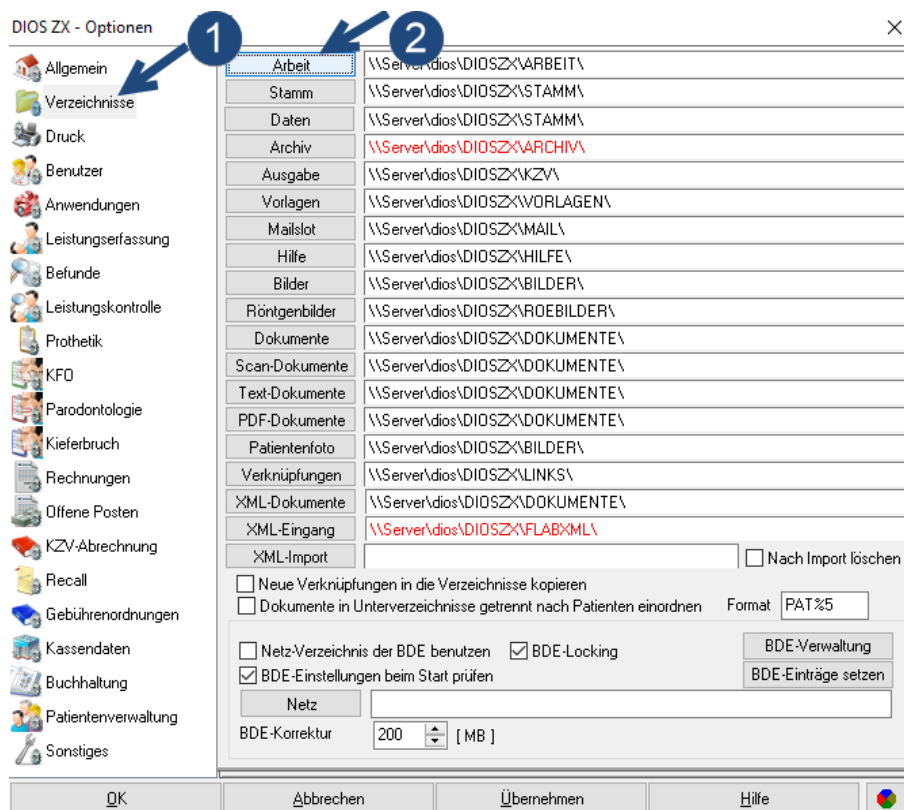 DIOS ZX - Optionen
1
2
Allgemein
Verzeichnisse
Druck
Benutzer
Anwendungen
Leistungserfassung
Befunde
Leistungskontrolle
Prothetik
KFO
Parodontologie
Kieferbruch
Rechnungen
Offene Posten
KZV-Abrechnung
Recall
Gebührenordnungen
Kassendaten
Buchhaltung
Patientenverwaltung
Sonstiges
Arbeit \\Server\dios\DIOSZX\ARBEIT\
Stamm \\Server\dios\DIOSZX\STAMM\
Daten \\Server\dios\DIOSZX\STAMM\
Archiv \\Server\dios\DIOSZX\ARCHIV\
Ausgabe \\Server\dios\DIOSZX\KZV\
Vorlagen \\Server\dios\DIOSZX\VORLAGEN\
Mailslot \\Server\dios\DIOSZX\MAIL\
Hilfe \\Server\dios\DIOSZX\HILFE\
Bilder \\Server\dios\DIOSZX\BILDER\
Röntgenbilder \\Server\dios\DIOSZX\ROEBILDER\
Dokumente \\Server\dios\DIOSZX\DOKUMENTE\
Scan-Dokumente \\Server\dios\DIOSZX\DOKUMENTE\
Text-Dokumente \\Server\dios\DIOSZX\DOKUMENTE\
PDF-Dokumente \\Server\dios\DIOSZX\DOKUMENTE\
Patientenfoto \\Server\dios\DIOSZX\BILDER\
Verknüpfungen \\Server\dios\DIOSZX\LINKS\
XML-Dokumente \\Server\dios\DIOSZX\DOKUMENTE\
XML-Eingang \\Server\dios\DIOSZX\FLABXML\
XML-Import Nach Import löschen
Neue Verknüpfungen in die Verzeichnisse kopieren
Dokumente in Unterverzeichnisse getrennt nach Patienten einordnen Format PAT%5
Netz-Verzeichnis der BDE benutzen BDE-Locking BDE-Verwaltung
BDE-Einstellungen beim Start prüfen BDE-Einträge setzen
Netz
BDE-Korrektur 200 [ MB ]
OK Abbrechen Übernehmen Hilfe